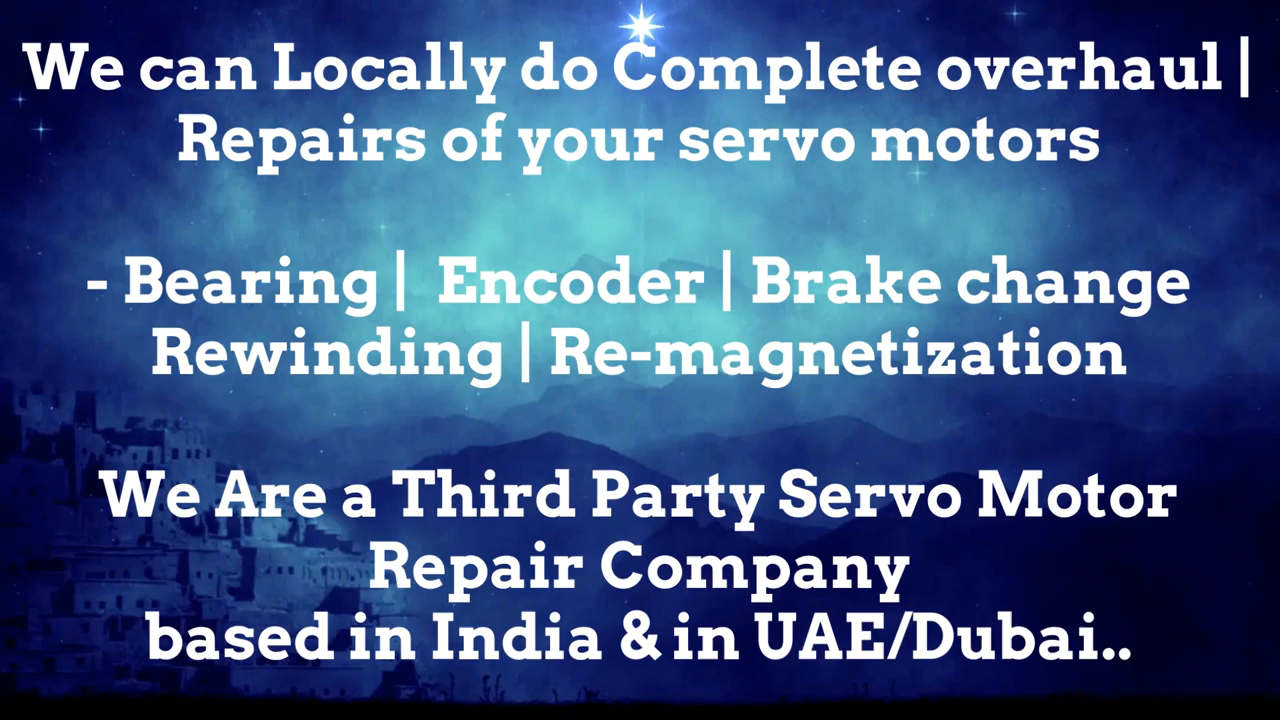 We can Locally do Complete overhaul |
Repairs of your servo motors
- Bearing | Encoder | Brake change
Rewinding | Re-magnetization
We Are a Third Party Servo Motor
Repair Company
based in India & in UAE/Dubai..